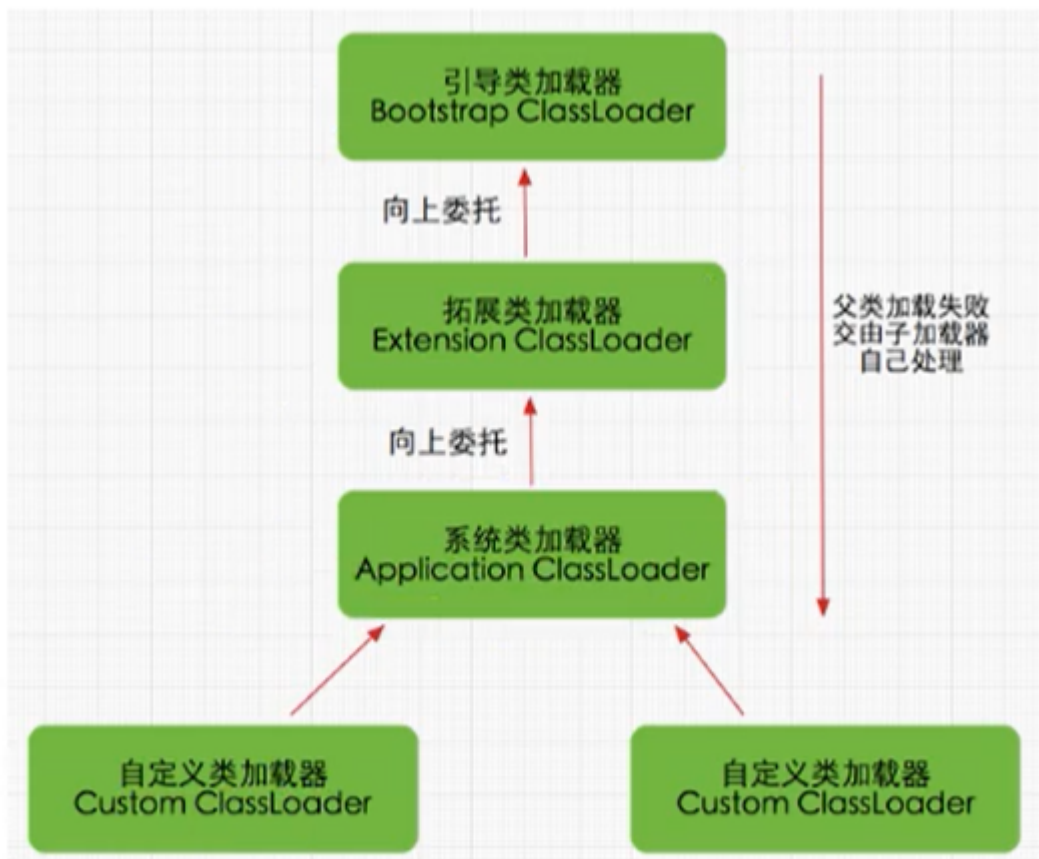 引导类加载器
Bootstrap ClassLoader
向上委托
拓展类加载器
Extension ClassLoader
父类加载失败
交由子加载器
自己处理
向上委托
系统类加载器
Application ClassLoader
自定义类加载器
Custom ClassLoader
自定义类加载器
Custom ClassLoader